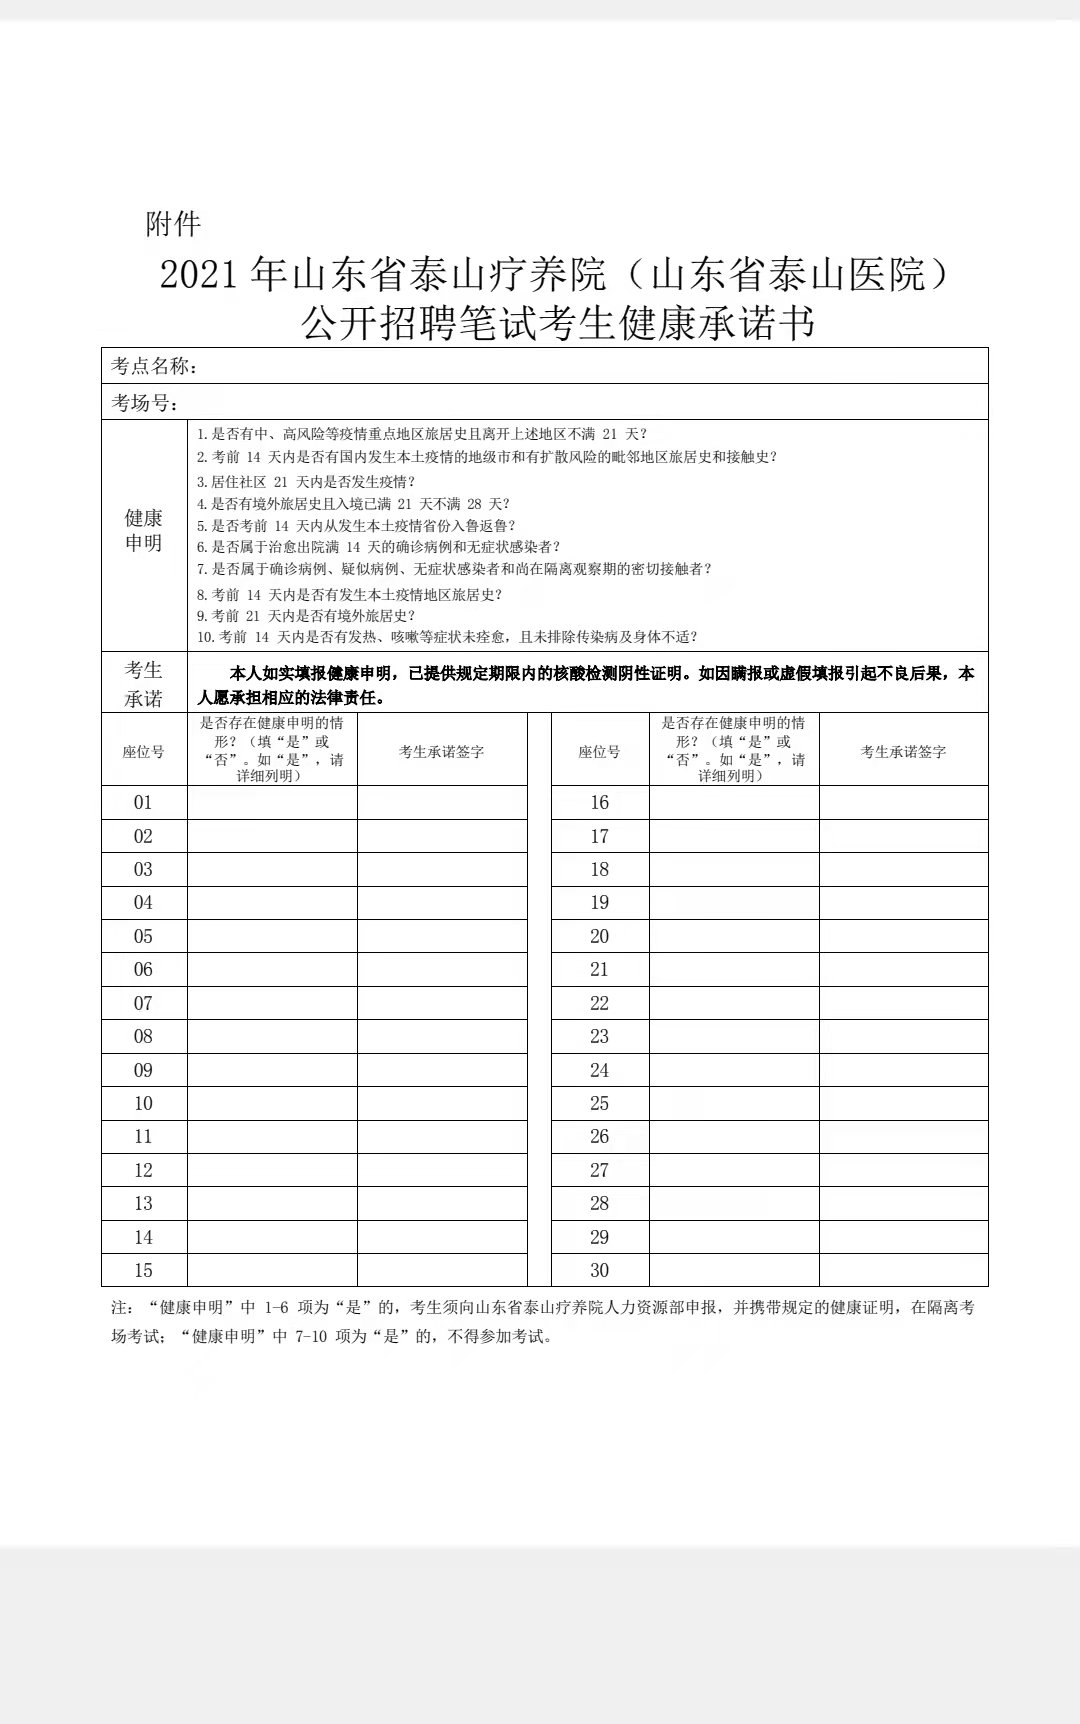 附件
2021 年山东省泰山疗养院（山东省泰山医院）
公开招聘笔试考生健康承诺书
考点名称：
考场号：
健康
申明
1.是否有中、高风险等疫情重点地区旅居史且离开上述地区不满 21 天？
2.考前 14 天内是否有国内发生本土疫情的地级市和有扩散风险的毗邻地区旅居史和接触史？
3.居住社区 21 天内是否发生疫情？
4.是否有境外旅居史且入境已满 21 天不满 28 天？
5.是否考前 14 天内从发生本土疫情省份入鲁返鲁？
6.是否属于治愈出院满 14 天的确诊病例和无症状感染者？
7.是否属于确诊病例、疑似病例、无症状感染者和尚在隔离观察期的密切接触者？
8.考前 14 天内是否有发生本土疫情地区旅居史？
9.考前 21 天内是否有境外旅居史？
10.考前 14 天内是否有发热、咳嗽等症状未痊愈，且未排除传染病及身体不适？
考生
承诺
本人如实填报健康申明，已提供规定期限内的核酸检测阴性证明。如因瞒报或虚假填报引起不良后果，本
人愿承担相应的法律责任。
座位号
是否存在健康申明的情
形？（填“是”或
“否”。如“是”，请
详细列明）
考生承诺签字
座位号
是否存在健康申明的情
形？（填“是”或
“否”。如“是”，请
详细列明）
考生承诺签字
01 16
02 17
03 18
04 19
05 20
06 21
07 22
08 23
09 24
10 25
11 26
12 27
13 28
14 29
15 30
注：“健康申明”中 1-6 项为“是”的，考生须向山东省泰山疗养院人力资源部申报，并携带规定的健康证明，在隔离考
场考试；“健康申明”中 7-10 项为“是”的，不得参加考试。